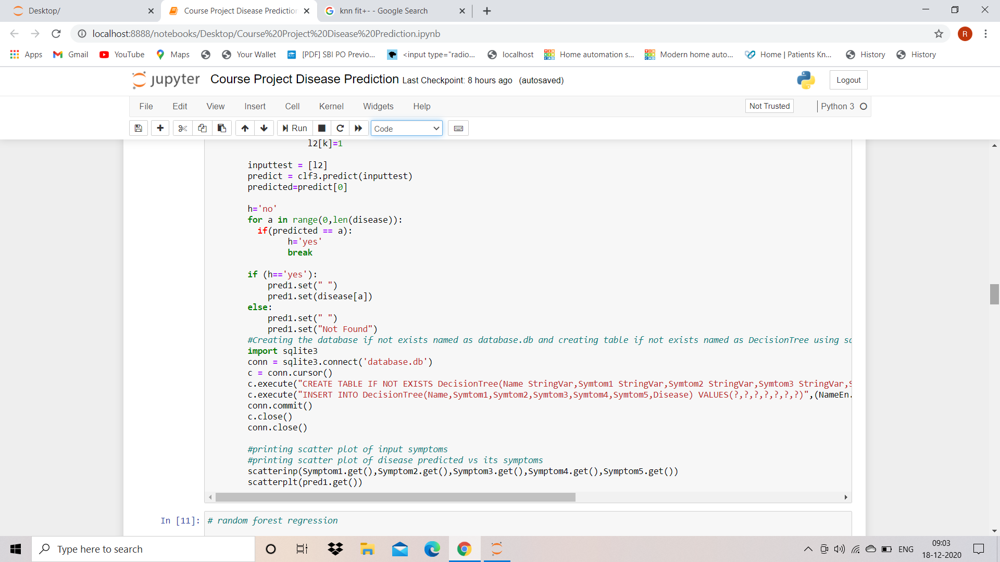 Desktop/
Course Project Disease Prediction
knn fit+- - Google Search
localhost:8888/notebooks/Desktop/Course%20Project%20Disease%20Prediction.ipynb
R
Apps
Gmail
YouTube
Maps
Your Wallet
[PDF] SBI PO Previo...
<input type="radio...
localhost
Home automation s...
Modern home auto...
Home | Patients Kn...
History
History
jupyter
Course Project Disease Prediction Last Checkpoint: 8 hours ago (autosaved)
Logout
File Edit View Insert Cell Kernel Widgets Help
Not Trusted
Python 3
Run
Code
l2[k]=1
inputtest = [l2]
predict = clf3.predict(inputtest)
predicted=predict[0]
h='no'
for a in range(0,len(disease)):
if(predicted == a):
h='yes'
break
if (h=='yes'):
pred1.set(" ")
pred1.set(disease[a])
else:
pred1.set(" ")
pred1.set("Not Found")
#Creating the database if not exists named as database.db and creating table if not exists named as DecisionTree using
import sqlite3
conn = sqlite3.connect('database.db')
c = conn.cursor()
c.execute("CREATE TABLE IF NOT EXISTS DecisionTree(Name StringVar,Symtom1 StringVar,Symtom2 StringVar,Symtom3 StringVar,
c.execute("INSERT INTO DecisionTree(Name,Symtom1,Symtom2,Symtom3,Symtom4,Symtom5,Disease) VALUES(?,?,?,?,?,?,?)",(NameEn.
conn.commit()
c.close()
conn.close()
#printing scatter plot of input symptoms
#printing scatter plot of disease predicted vs its symptoms
scatterinp(Symptom1.get(),Symptom2.get(),Symptom3.get(),Symptom4.get(),Symptom5.get())
scatterplt(pred1.get())
In [11]: # random forest regression
Type here to search
ENG
09:03
18-12-2020